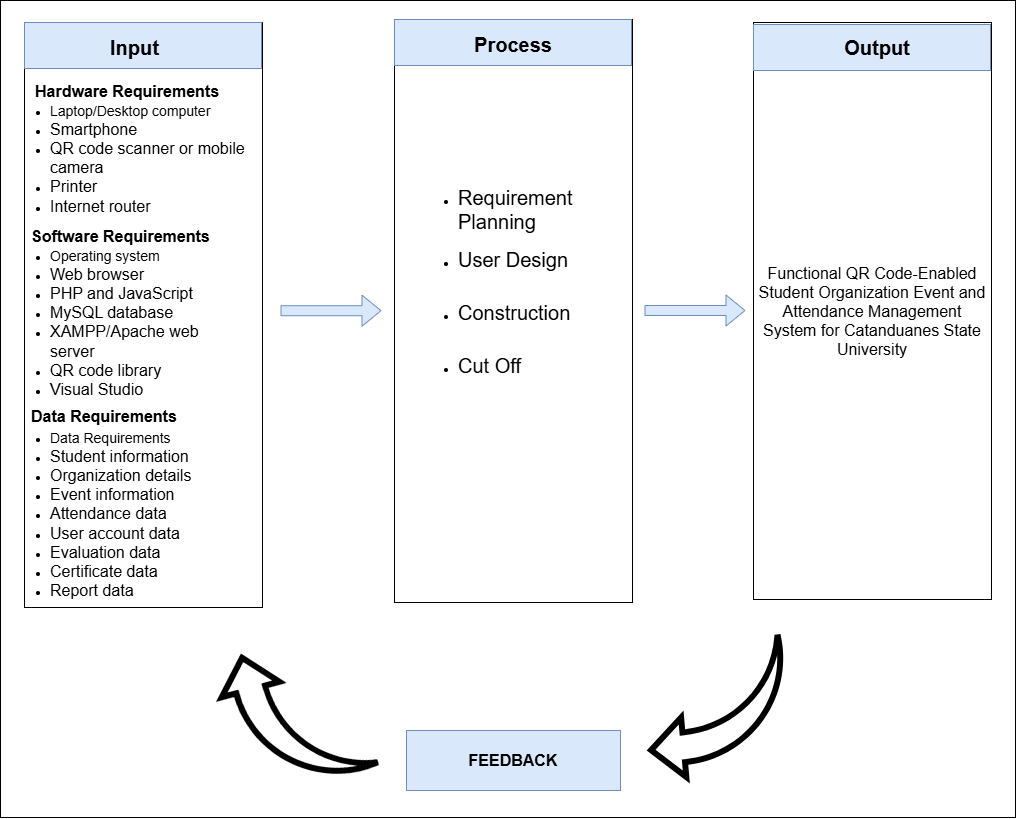 Input
Hardware Requirements
• Laptop/Desktop computer
• Smartphone
• QR code scanner or mobile
camera
• Printer
• Internet router
Software Requirements
• Operating system
• Web browser
• PHP and JavaScript
• MySQL database
• XAMPP/Apache web
server
• QR code library
• Visual Studio
Data Requirements
• Data Requirements
• Student information
• Organization details
• Event information
• Attendance data
• User account data
• Evaluation data
• Certificate data
• Report data
Process
• Requirement
Planning
• User Design
• Construction
• Cut Off
Output
Functional QR Code-Enabled
Student Organization Event and
Attendance Management
System for Catanduanes State
University
FEEDBACK